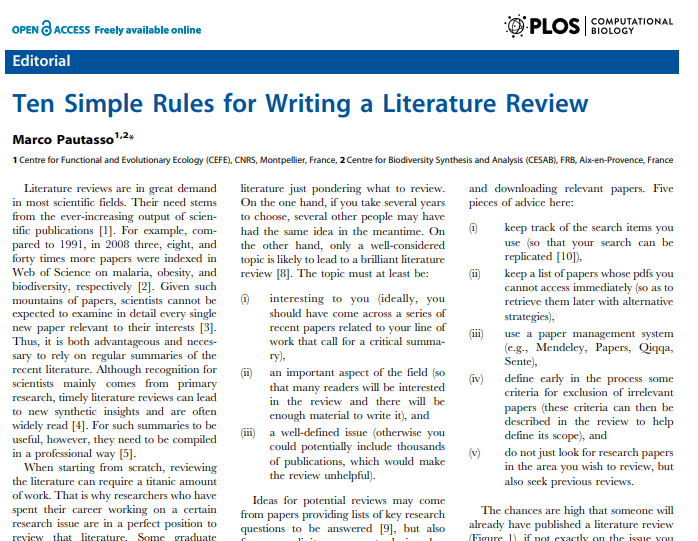 OPEN ACCESS Freely available online
PLOS COMPUTATIONAL BIOLOGY
Editorial
Ten Simple Rules for Writing a Literature Review
Marco Pautasso1,2*
1 Centre for Functional and Evolutionary Ecology (CEFE), CNRS, Montpellier, France, 2 Centre for Biodiversity Synthesis and Analysis (CESAB), FRB, Aix-en-Provence, France
Literature reviews are in great demand
in most scientific fields. Their need stems
from the ever-increasing output of scien-
tific publications [1]. For example, com-
pared to 1991, in 2008 three, eight, and
forty times more papers were indexed in
Web of Science on malaria, obesity, and
biodiversity, respectively [2]. Given such
mountains of papers, scientists cannot be
expected to examine in detail every single
new paper relevant to their interests [3].
Thus, it is both advantageous and neces-
sary to rely on regular summaries of the
recent literature. Although recognition for
scientists mainly comes from primary
research, timely literature reviews can lead
to new synthetic insights and are often
widely read [4]. For such summaries to be
useful, however, they need to be compiled
in a professional way [5].
When starting from scratch, reviewing
the literature can require a titanic amount
of work. That is why researchers who have
spent their career working on a certain
research issue are in a perfect position to
review that literature. Some graduate
literature just pondering what to review.
On the one hand, if you take several years
to choose, several other people may have
had the same idea in the meantime. On
the other hand, only a well-considered
topic is likely to lead to a brilliant literature
review [8]. The topic must at least be:
(i) interesting to you (ideally, you
should have come across a series of
recent papers related to your line of
work that call for a critical summa-
ry),
(ii) an important aspect of the field (so
that many readers will be interested
in the review and there will be
enough material to write it), and
(iii) a well-defined issue (otherwise you
could potentially include thousands
of publications, which would make
the review unhelpful).
Ideas for potential reviews may come
from papers providing lists of key research
questions to be answered [9], but also
and downloading relevant papers. Five
pieces of advice here:
(i) keep track of the search items you
use (so that your search can be
replicated [10]),
(ii) keep a list of papers whose pdfs you
cannot access immediately (so as to
retrieve them later with alternative
strategies),
(iii) use a paper management system
(e.g., Mendeley, Papers, Qiqqa,
Sente),
(iv) define early in the process some
criteria for exclusion of irrelevant
papers (these criteria can then be
described in the review to help
define its scope), and
(v) do not just look for research papers
in the area you wish to review, but
also seek previous reviews.
The chances are high that someone will
already have published a literature review
(Figure 1), if not exactly on the issue you